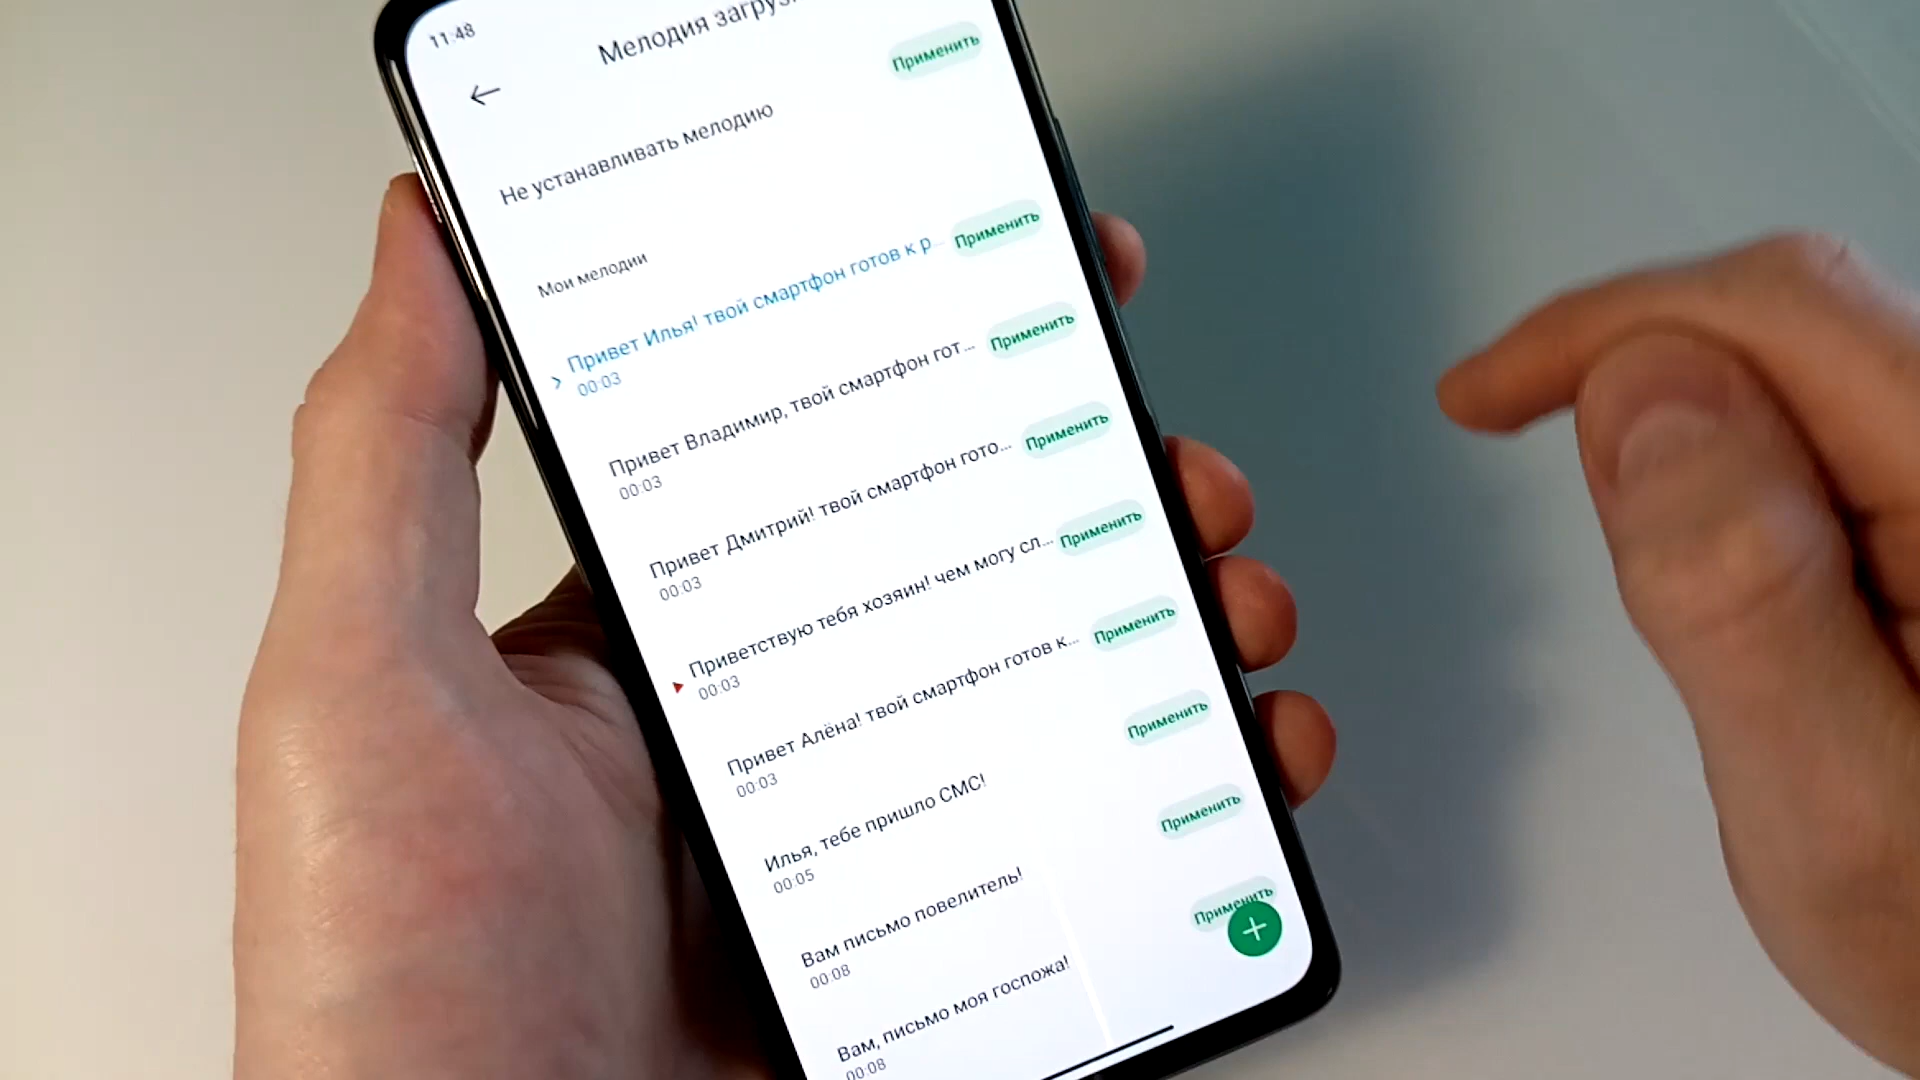 11:48
Мелодия загруз
Применить
Не устанавливать мелодию
Мои мелодии
Привет Илья! твой смартфон готов к р...
Применить
00:03
Привет Владимир, твой смартфон гот...
Применить
00:03
Привет Дмитрий! твой смартфон гото...
Применить
00:03
Приветствую тебя хозяин! чем могу сл...
Применить
00:03
Привет Алёна! твой смартфон готов к...
Применить
00:03
Илья, тебе пришло СМС!
Применить
00:05
Вам письмо повелитель!
Применить
00:08
Вам, письмо моя госпожа!
Применить
00:08